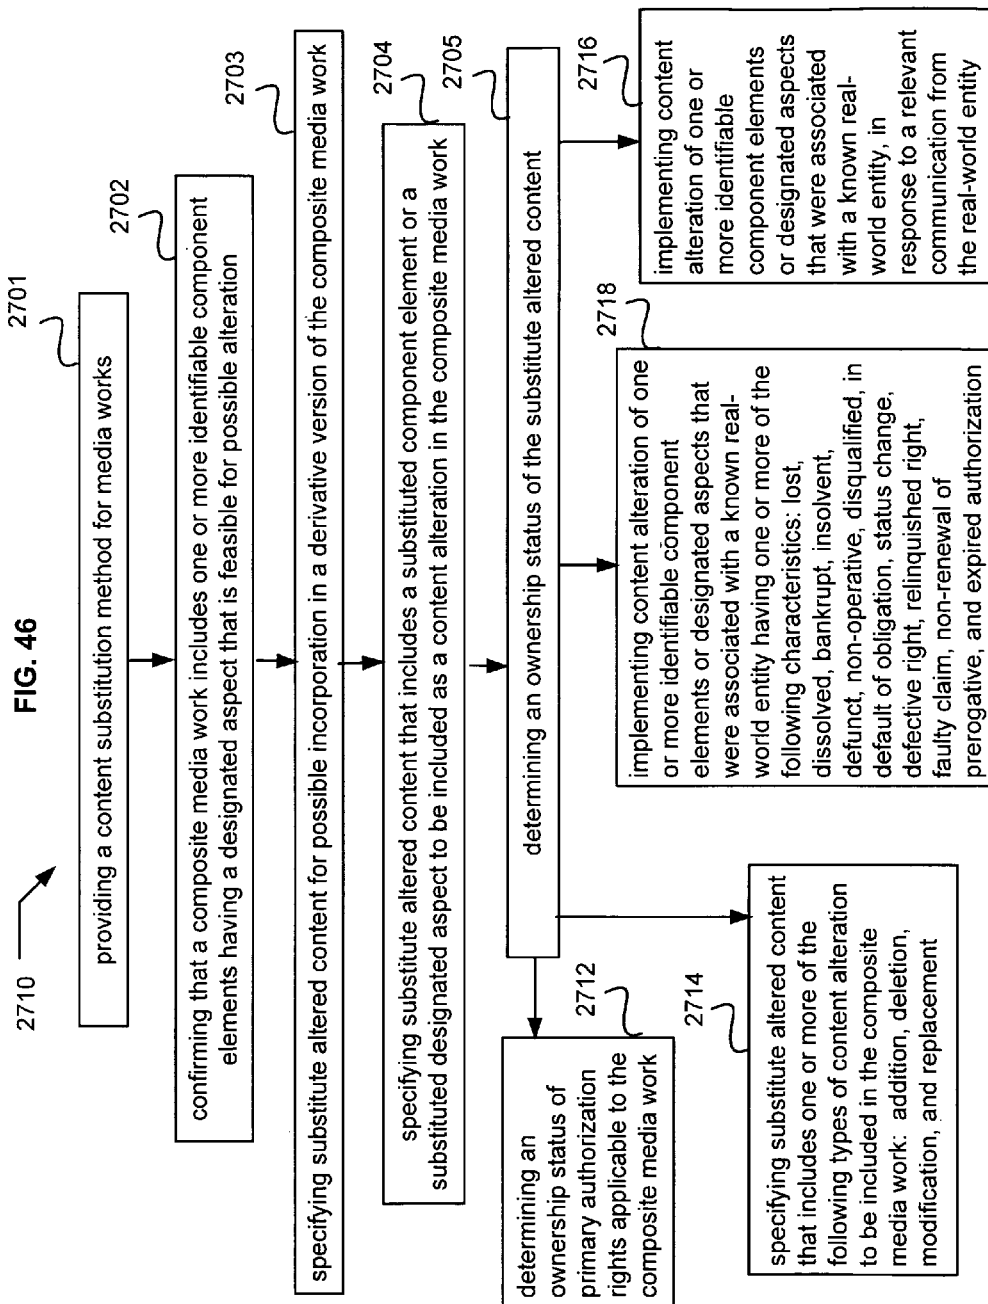 FIG. 46
2710
2701
providing a content substitution method for media works
2702
confirming that a composite media work includes one or more identifiable component
elements having a designated aspect that is feasible for possible alteration
2703
specifying substitute altered content for possible incorporation in a derivative version of the composite media work
2704
specifying substitute altered content that includes a substituted component element or a
substituted designated aspect to be included as a content alteration in the composite media work
2705
determining an ownership status of the substitute altered content
2712
determining an
ownership status of
primary authorization
rights applicable to the
composite media work
2714
specifying substitute altered content
that includes one or more of the
following types of content alteration
to be included in the composite
media work: addition, deletion,
modification, and replacement
2718
implementing content alteration of one
or more identifiable component
elements or designated aspects that
were associated with a known real-
world entity having one or more of the
following characteristics: lost,
dissolved, bankrupt, insolvent,
defunct, non-operative, disqualified, in
default of obligation, status change,
defective right, relinquished right,
faulty claim, non-renewal of
prerogative, and expired authorization
2716
implementing content
alteration of one or
more identifiable
component elements
or designated aspects
that were associated
with a known real-
world entity, in
response to a relevant
communication from
the real-world entity